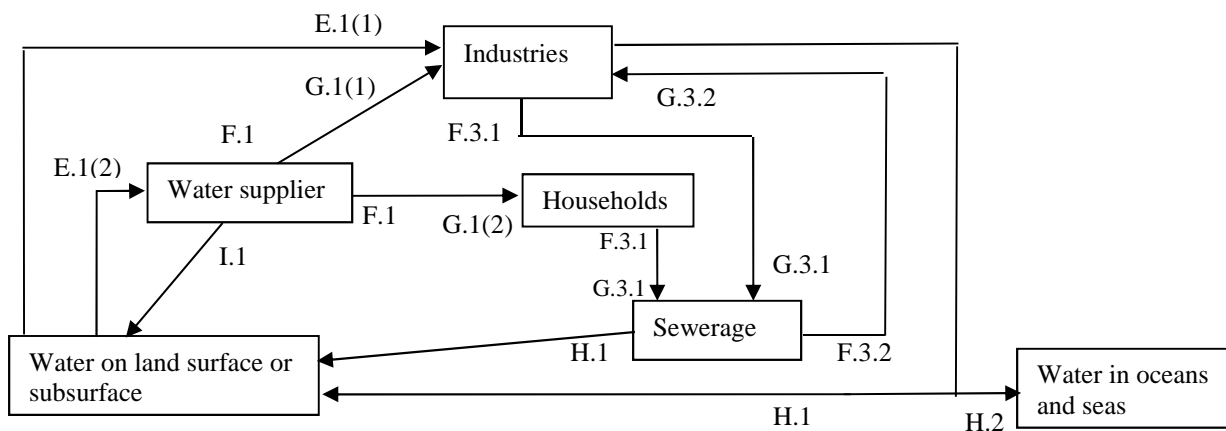 E.1(1)
Industries
G.1(1)
G.3.2
F.1
F.3.1
E.1(2)
Water supplier
Households
F.1
G.1(2)
F.3.1
I.1
G.3.1
G.3.1
Sewerage
H.1
F.3.2
Water on land surface or
subsurface
Water in oceans
and seas
H.1
H.2